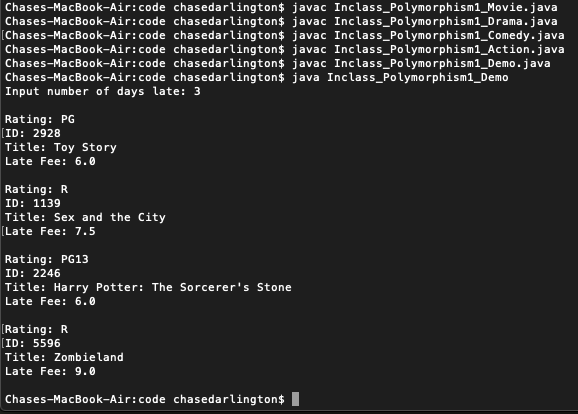 Chases-MacBook-Air:code chasedarlington$ javac Inclass_Polymorphism1_Movie.java
Chases-MacBook-Air:code chasedarlington$ javac Inclass_Polymorphism1_Drama.java
[Chases-MacBook-Air:code chasedarlington$ javac Inclass_Polymorphism1_Comedy.java
Chases-MacBook-Air:code chasedarlington$ javac Inclass_Polymorphism1_Action.java
Chases-MacBook-Air:code chasedarlington$ javac Inclass_Polymorphism1_Demo.java
Chases-MacBook-Air:code chasedarlington$ java Inclass_Polymorphism1_Demo
Input number of days late: 3
Rating: PG
[ID: 2928
Title: Toy Story
Late Fee: 6.0
Rating: R
ID: 1139
Title: Sex and the City
[Late Fee: 7.5
Rating: PG13
ID: 2246
Title: Harry Potter: The Sorcerer's Stone
Late Fee: 6.0
[Rating: R
[ID: 5596
Title: Zombieland
Late Fee: 9.0
Chases-MacBook-Air:code chasedarlington$